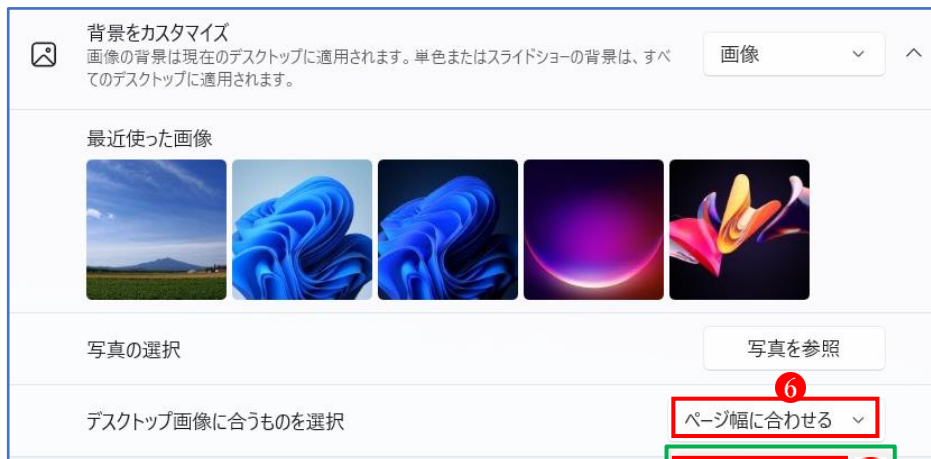 背景をカスタマイズ
画像の背景は現在のデスクトップに適用されます。単色またはスライドショーの背景は、すべ
てのデスクトップに適用されます。
画像
最近使った画像
写真の選択
写真を参照
6
デスクトップ画像に合うものを選択
ページ幅に合わせる